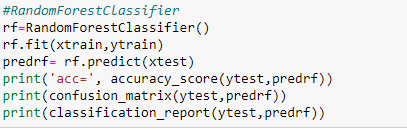 #RandomForestClassifier
rf=RandomForestClassifier()
rf.fit(xtrain,ytrain)
predrf= rf.predict(xtest)
print('acc=', accuracy_score(ytest,predrf))
print(confusion_matrix(ytest,predrf))
print(classification_report(ytest,predrf))